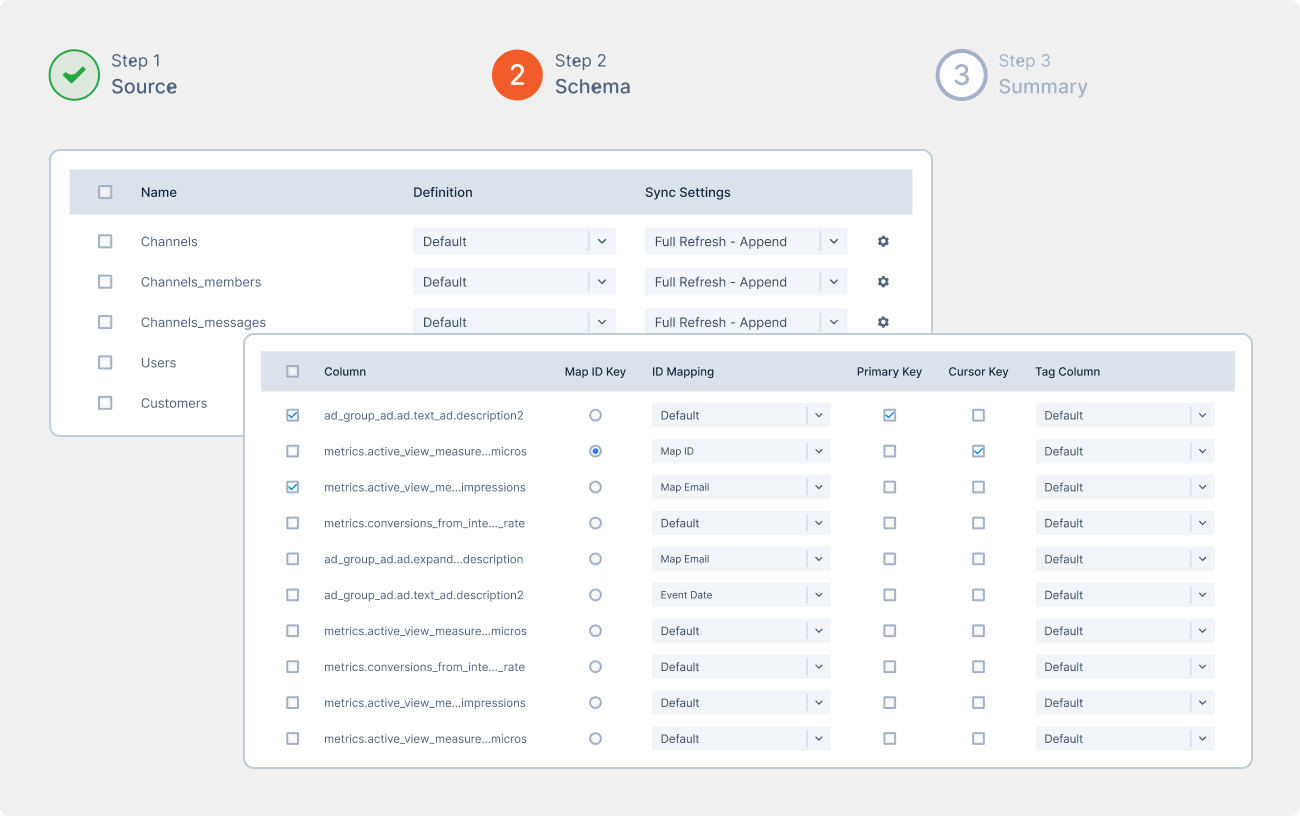 Step 1
Source
2
Step 2
Schema
3
Step 3
Summary
Name Definition Sync Settings
Channels Default Full Refresh - Append
Channels_members Default Full Refresh - Append
Channels_messages Default Full Refresh - Append
Users
Customers
Column Map ID Key ID Mapping Primary Key Cursor Key Tag Column
ad_group_ad.ad.text_ad.description2 Default Default
metrics.active_view_measure...micros Map ID Default
metrics.active_view_me...impressions Map Email Default
metrics.conversions_from_inte..._rate Default Default
ad_group_ad.ad.expand...description Map Email Default
ad_group_ad.ad.text_ad.description2 Event Date Default
metrics.active_view_measure...micros Default Default
metrics.conversions_from_inte..._rate Default Default
metrics.active_view_me...impressions Default Default
metrics.active_view_measure...micros Default Default